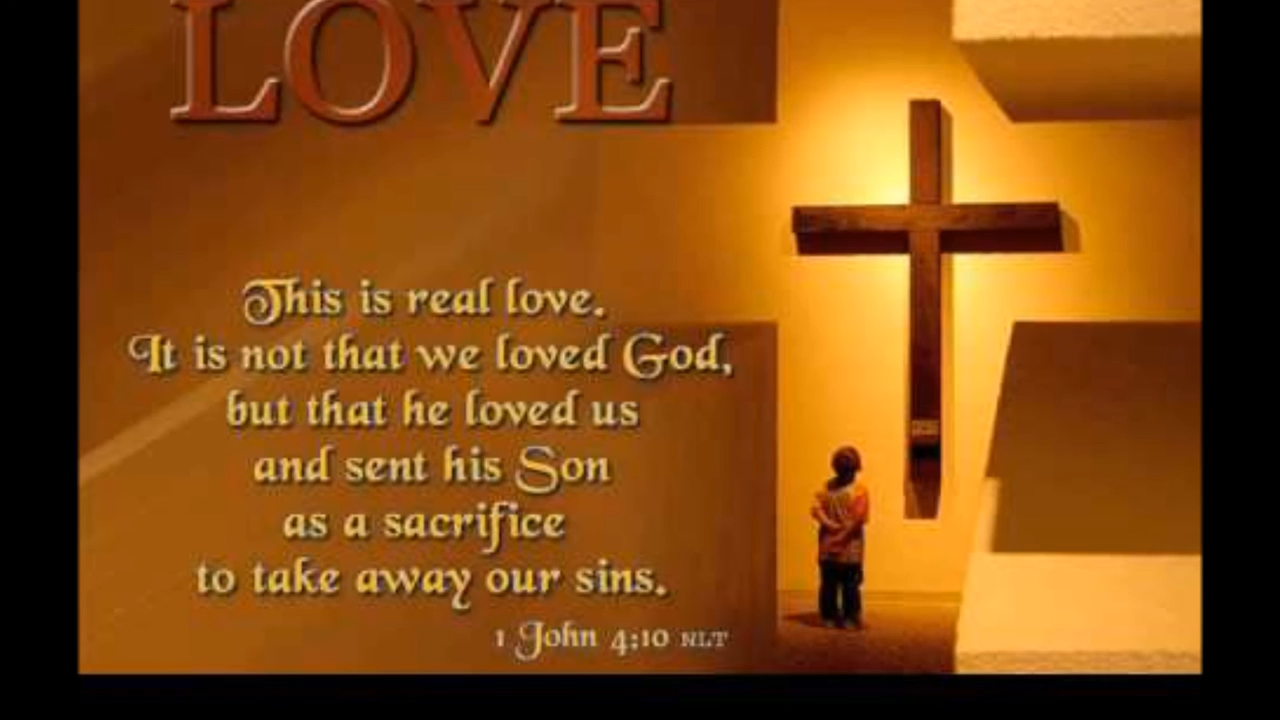 LOVE
This is real love.
It is not that we loved God,
but that he loved us
and sent his Son
as a sacrifice
to take away our sins.
1 John 4:10 NLT